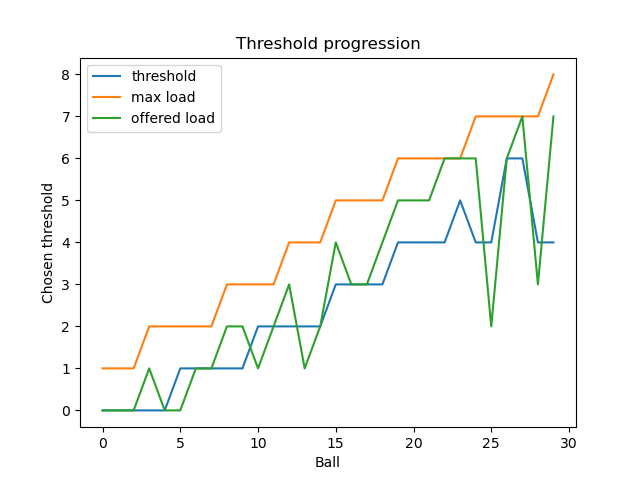 Threshold progression
threshold
max load
offered load
Chosen threshold
8
7
6
5
4
3
2
1
0
0 5 10 15 20 25 30
Ball